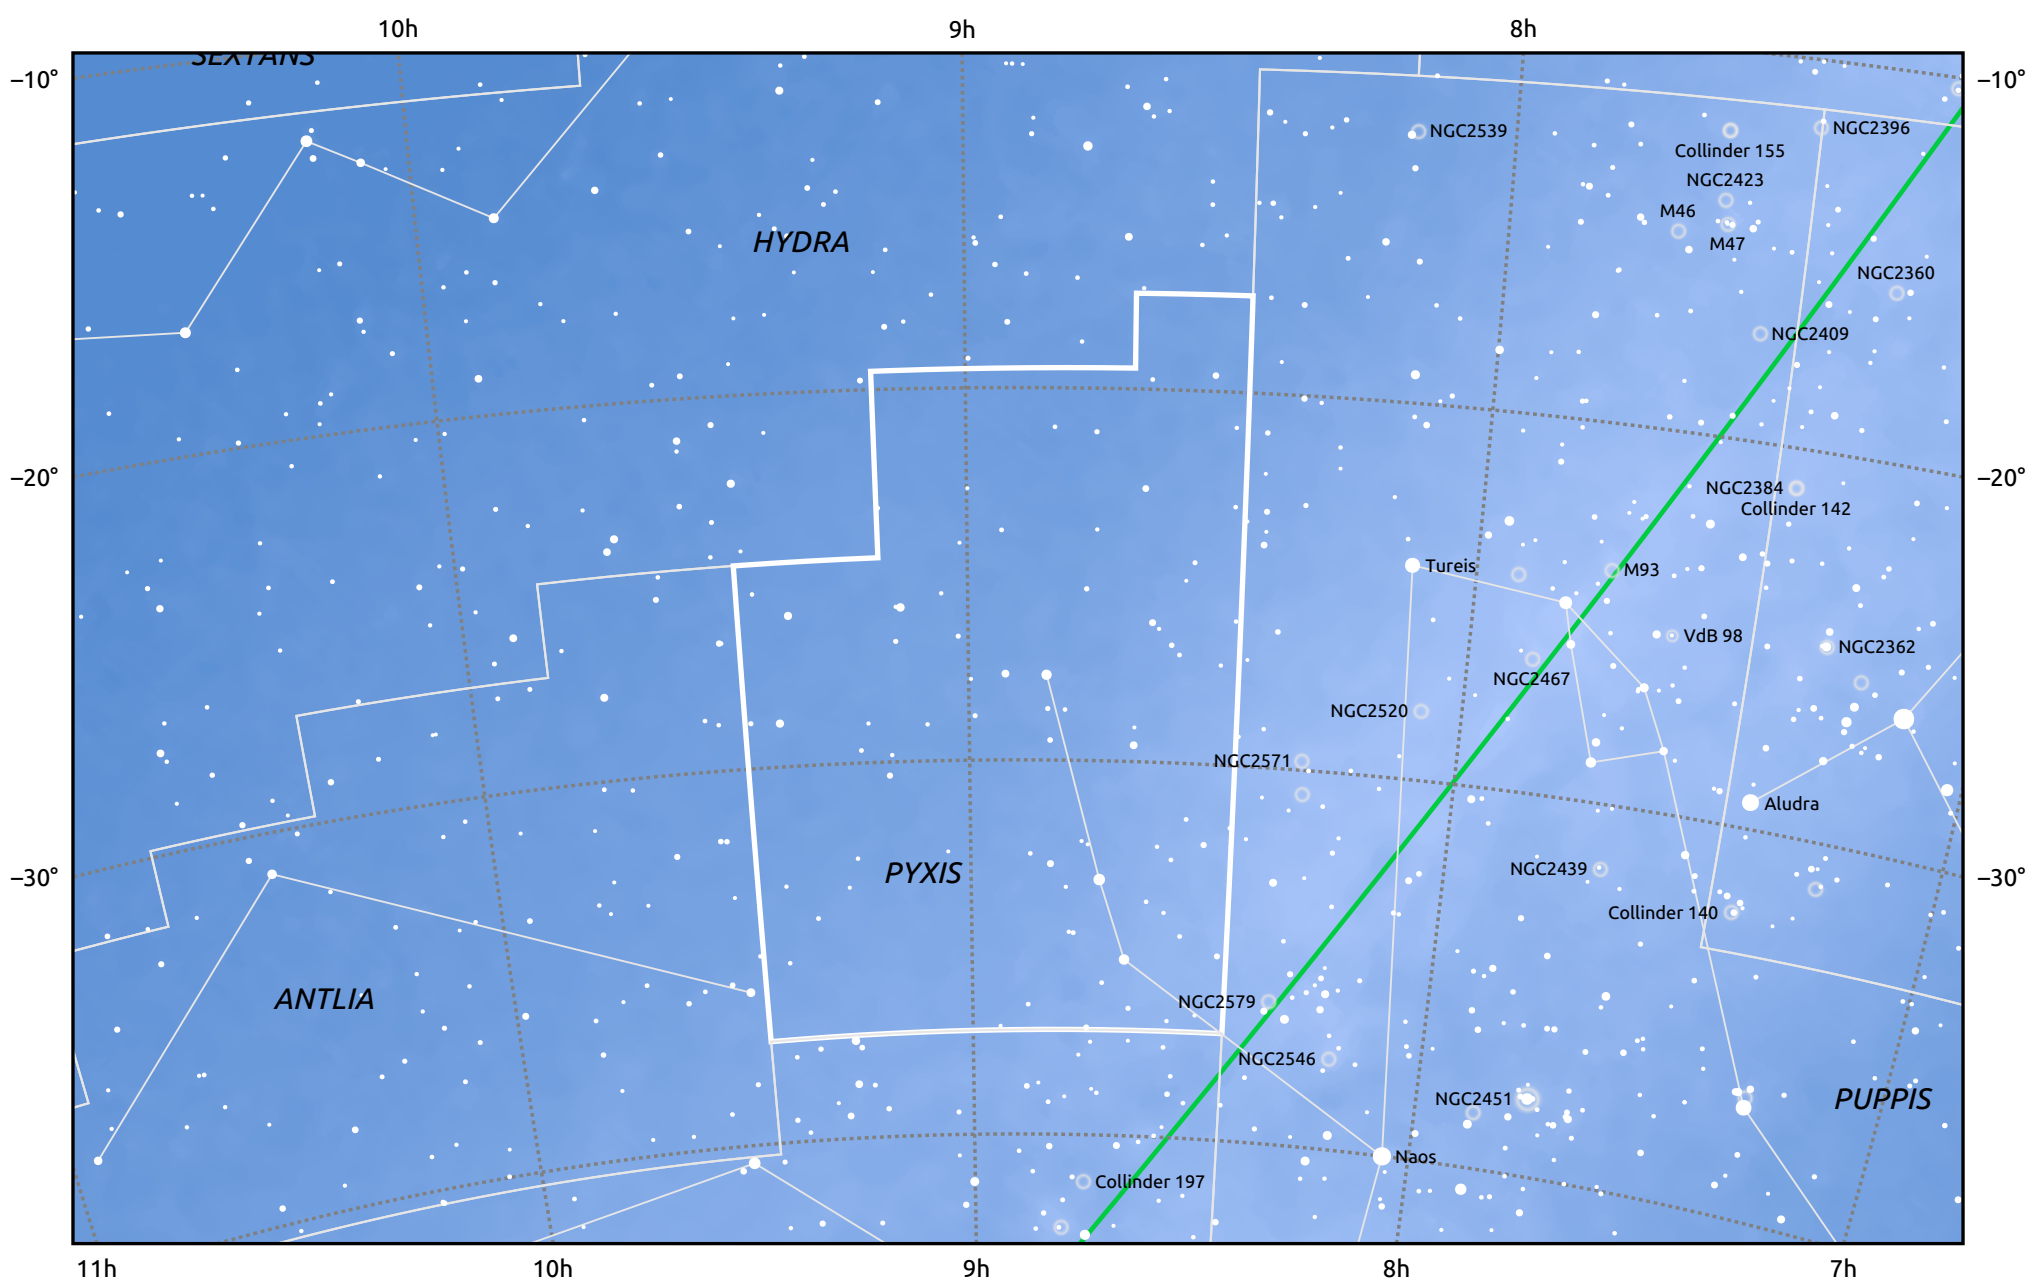 10h
9h
8h
SEXTANS
−10°
−10°
NGC2539
NGC2396
Collinder 155
NGC2423
M46
HYDRA
M47
NGC2360
NGC2409
−20°
−20°
NGC2384
Collinder 142
Tureis
M93
VdB 98
NGC2362
NGC2467
NGC2520
NGC2571
Aludra
NGC2439
PYXIS
−30°
−30°
Collinder 140
ANTLIA
NGC2579
NGC2546
NGC2451
PUPPIS
Naos
Collinder 197
11h
10h
9h
8h
7h